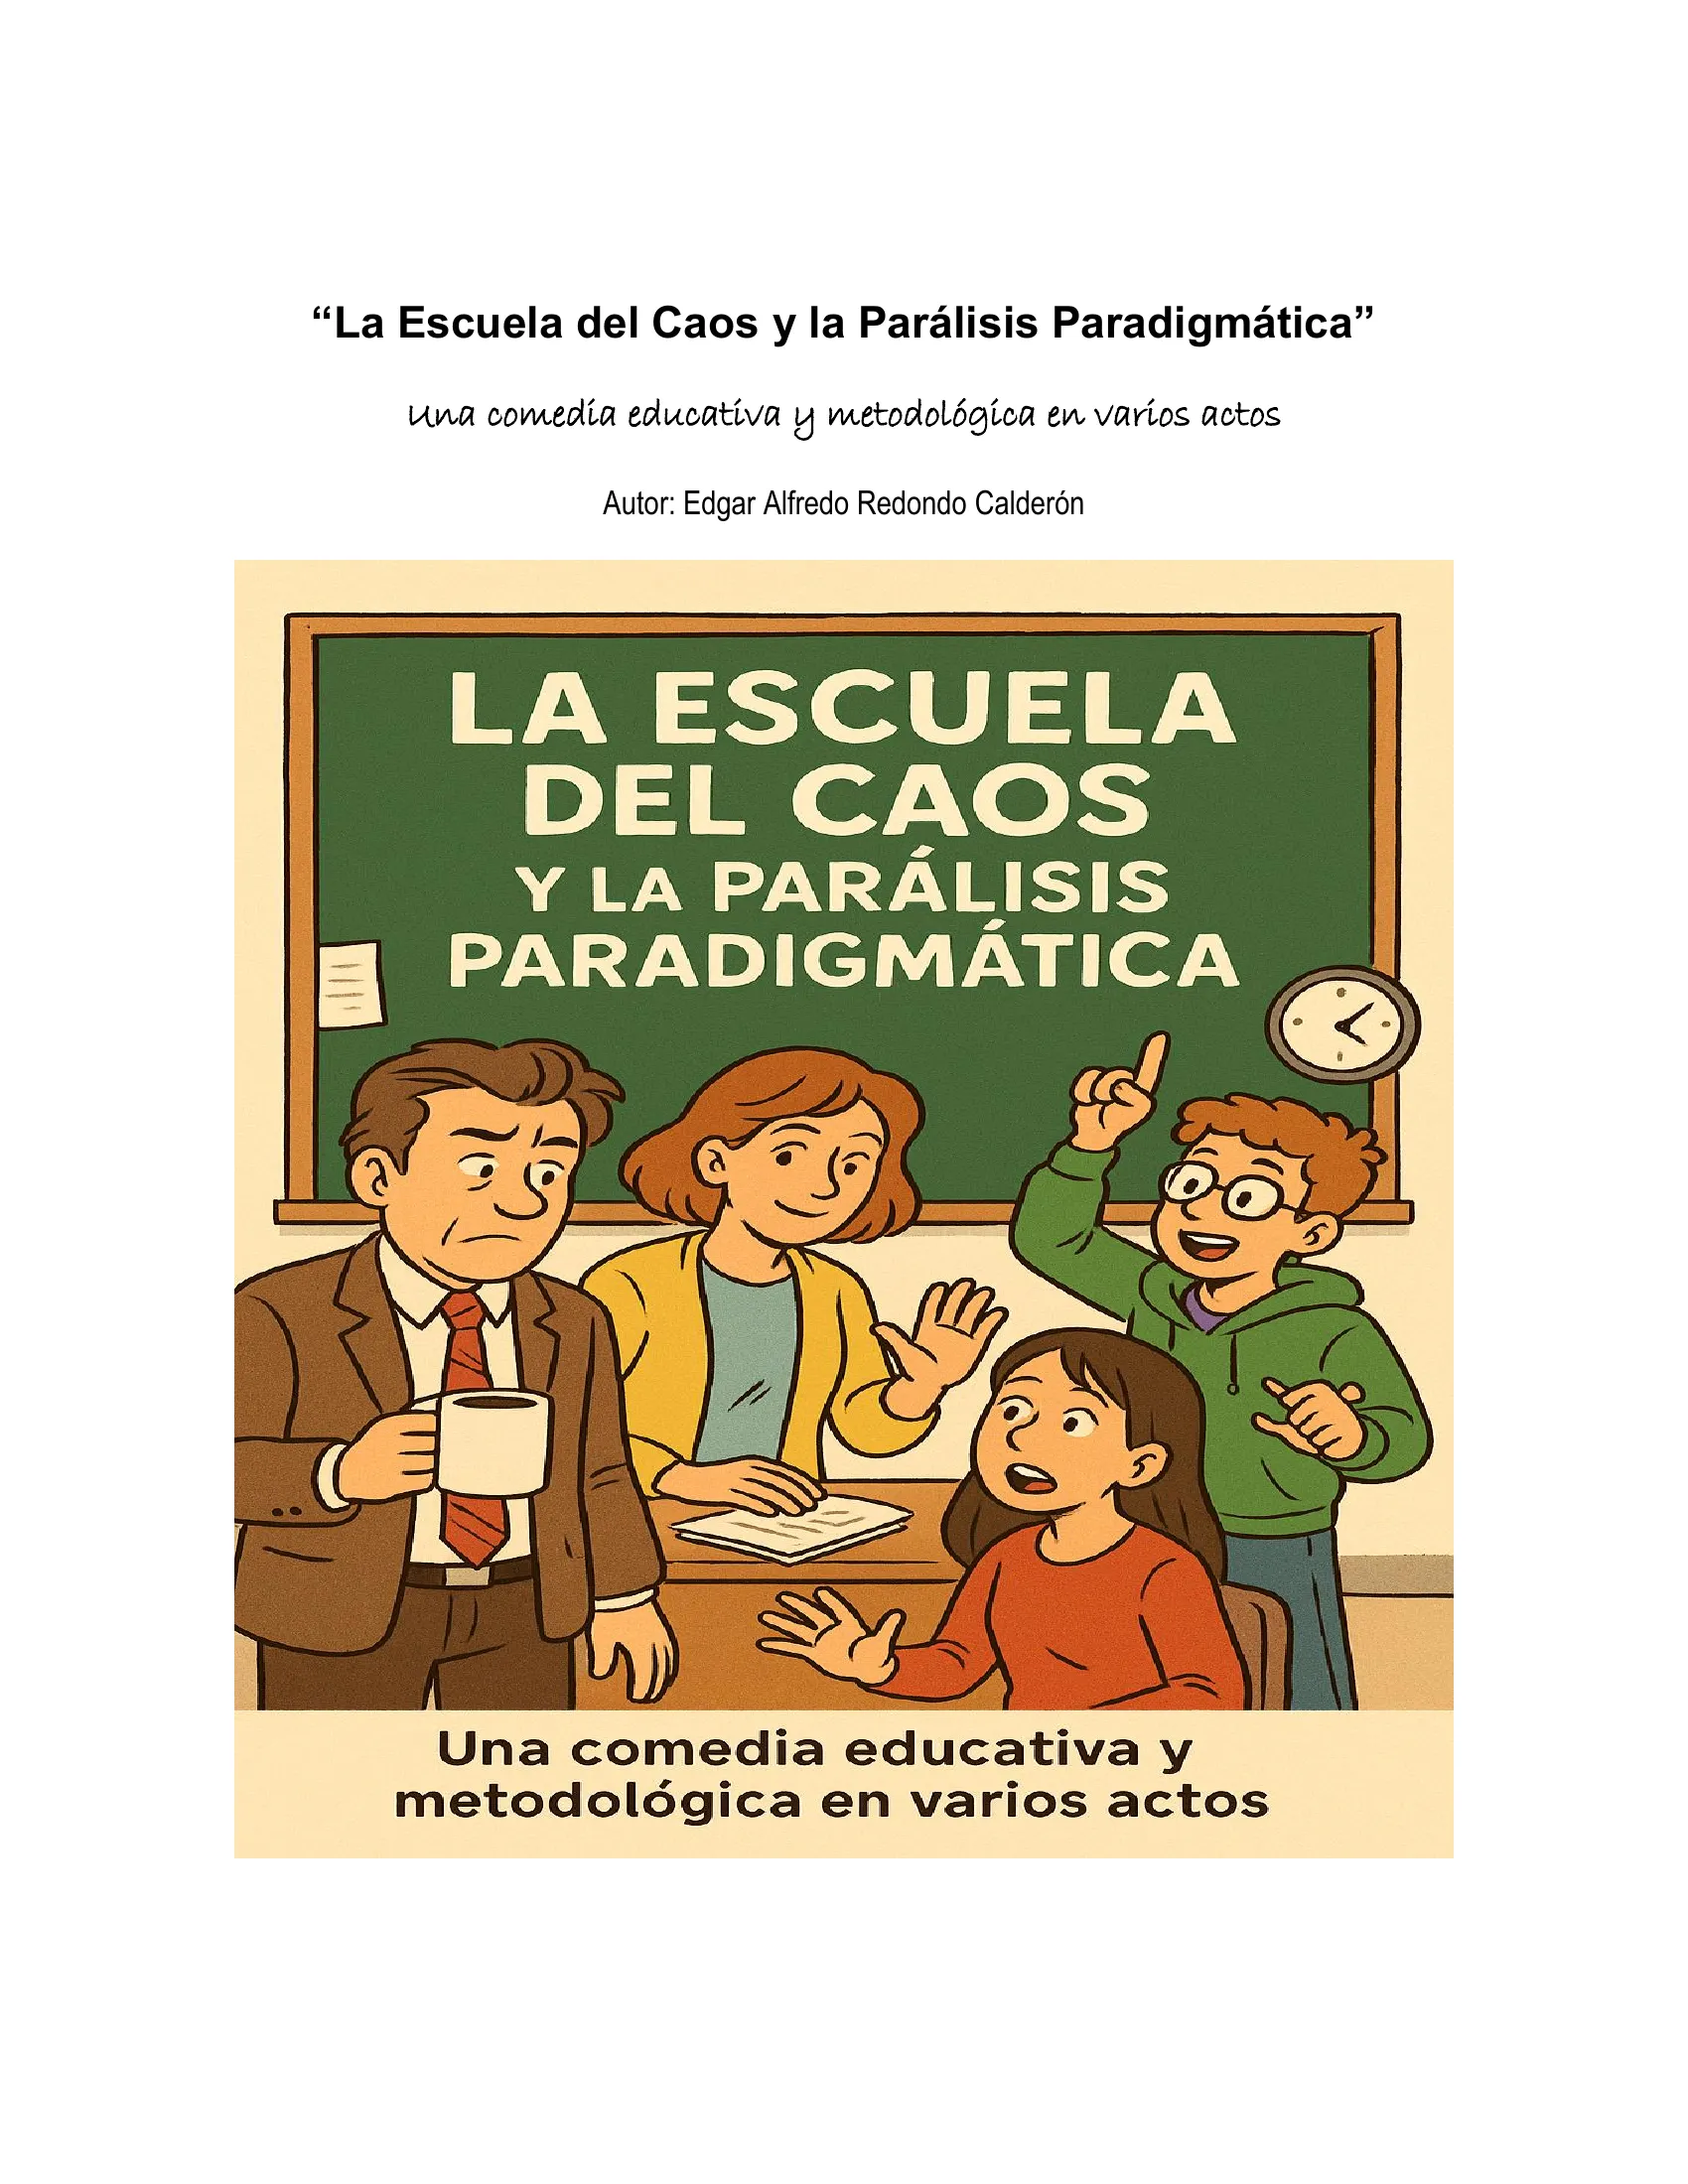 “La Escuela del Caos y la Parálisis Paradigmática”
Una comedia educativa y metodológica en varios actos
Autor: Edgar Alfredo Redondo Calderón
LA ESCUELA
DEL CAOS
Y LA PARÁLISIS
PARADIGMÁTICA
Una comedia educativa y
metodológica en varios actos